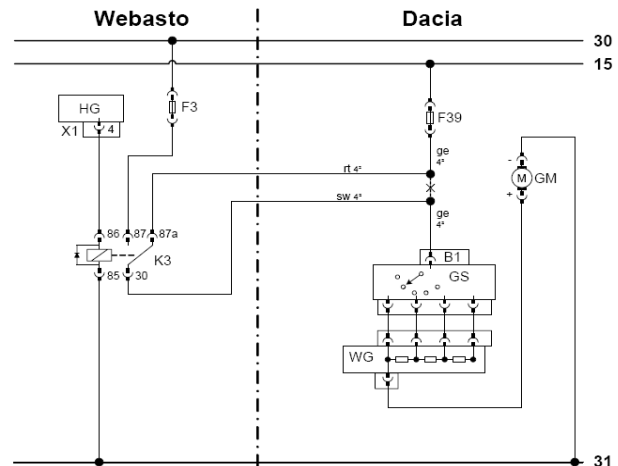 Webasto Dacia
30
15
HG
X1 4
F3
F39
ge
4²
rt 4²
sw 4²
ge
4²
- M GM
+
86 87 87a
K3
85 30
B1
GS
WG
31